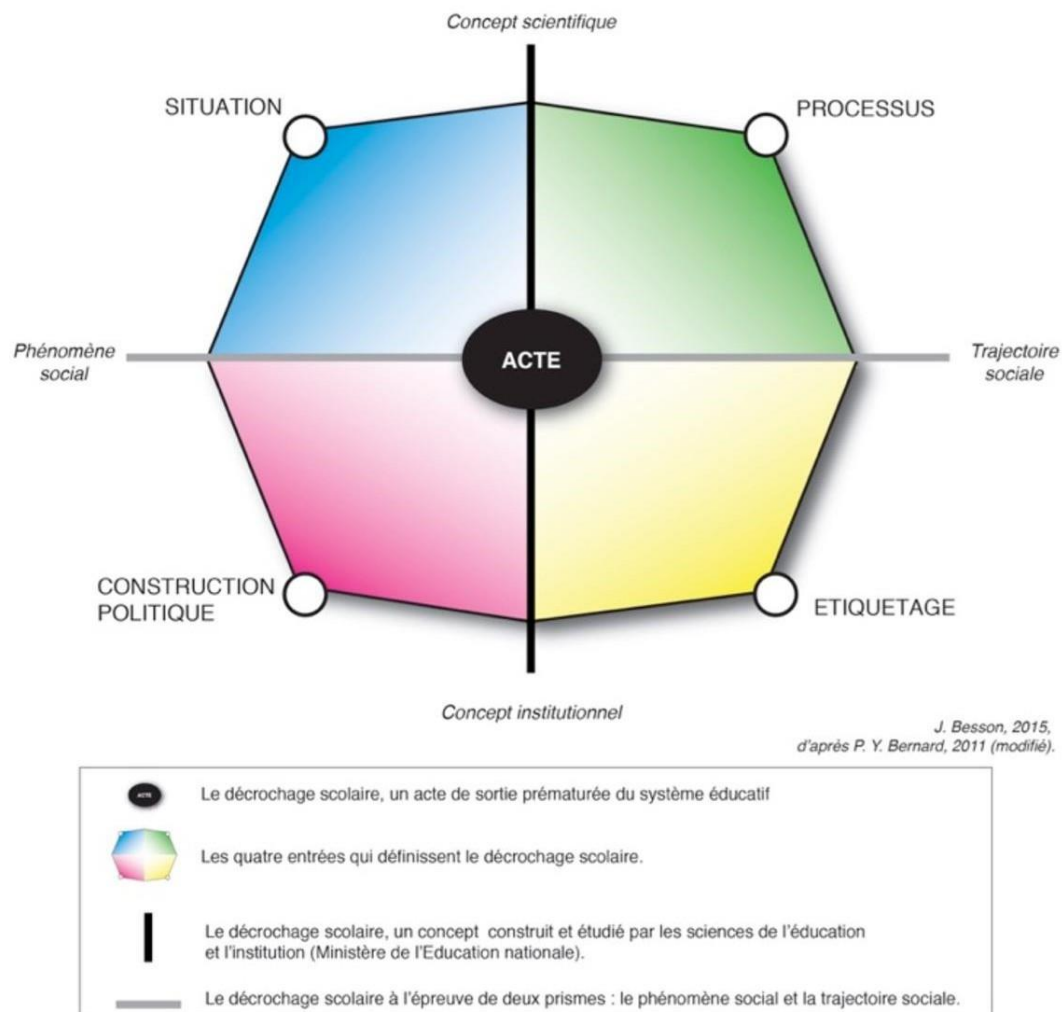 Concept scientifique
SITUATION
PROCESSUS
Phénomène
social
ACTE
Trajectoire
sociale
CONSTRUCTION
POLITIQUE
ETIQUETAGE
Concept institutionnel
J. Besson, 2015,
d'après P. Y. Bernard, 2011 (modifié).
ACTE
Le décrochage scolaire, un acte de sortie prématurée du système éducatif
Les quatre entrées qui définissent le décrochage scolaire.
Le décrochage scolaire, un concept construit et étudié par les sciences de l'éducation
et l'institution (Ministère de l'Education nationale).
Le décrochage scolaire à l'épreuve de deux prismes : le phénomène social et la trajectoire sociale.